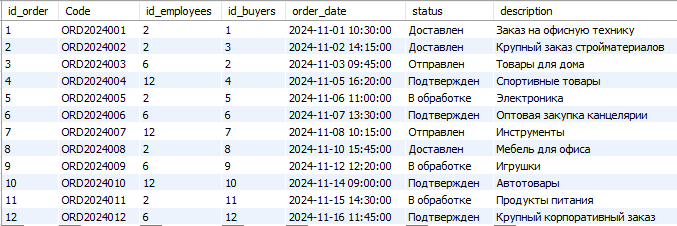 id_order Code id_employees id_buyers order_date status description
1 ORD2024001 2 1 2024-11-01 10:30:00 Доставлен Заказ на офисную технику
2 ORD2024002 2 3 2024-11-02 14:15:00 Доставлен Крупный заказ стройматериалов
3 ORD2024003 6 2 2024-11-03 09:45:00 Отправлен Товары для дома
4 ORD2024004 12 4 2024-11-05 16:20:00 Подтвержден Спортивные товары
5 ORD2024005 2 5 2024-11-06 11:00:00 В обработке Электроника
6 ORD2024006 6 6 2024-11-07 13:30:00 Подтвержден Оптовая закупка канцелярии
7 ORD2024007 12 7 2024-11-08 10:15:00 Отправлен Инструменты
8 ORD2024008 2 8 2024-11-10 15:45:00 Доставлен Мебель для офиса
9 ORD2024009 6 9 2024-11-12 12:20:00 В обработке Игрушки
10 ORD2024010 12 10 2024-11-14 09:00:00 Подтвержден Автотовары
11 ORD2024011 2 11 2024-11-15 14:30:00 В обработке Продукты питания
12 ORD2024012 6 12 2024-11-16 11:45:00 Подтвержден Крупный корпоративный заказ